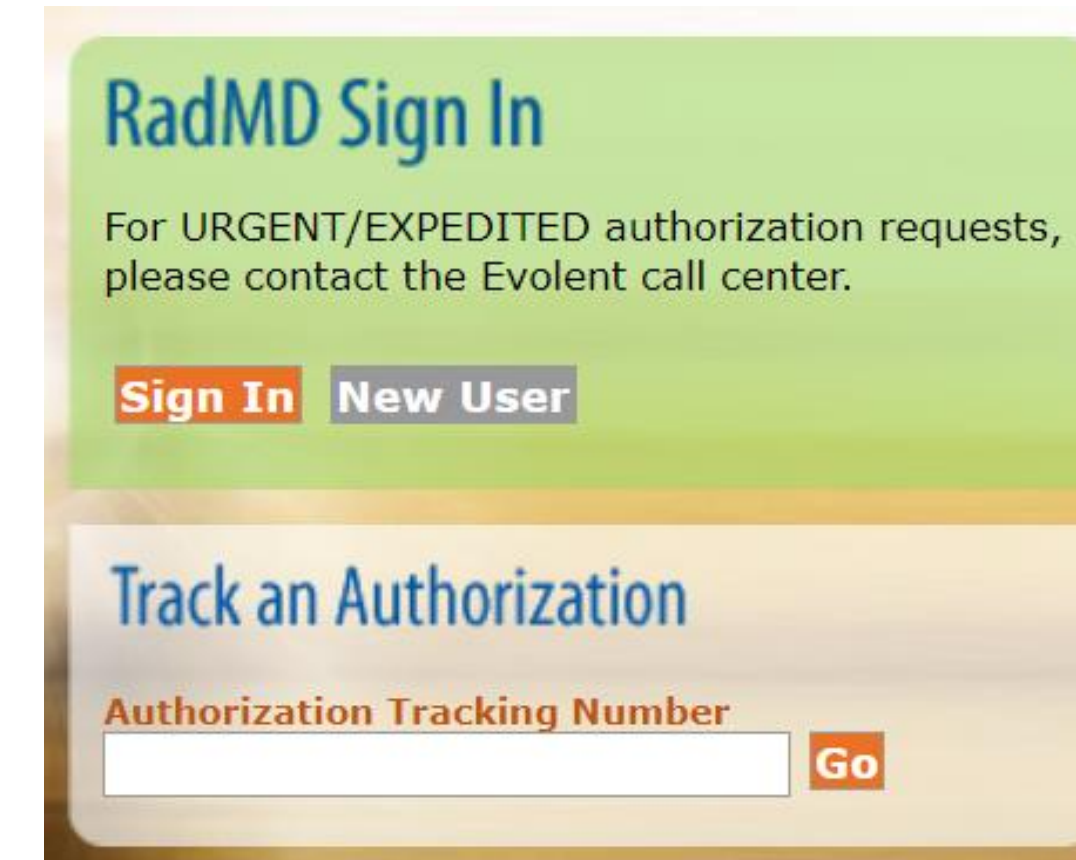 RadMD Sign In
For URGENT/EXPEDITED authorization requests,
please contact the Evolent call center.
Sign In New User
Track an Authorization
Authorization Tracking Number
Go